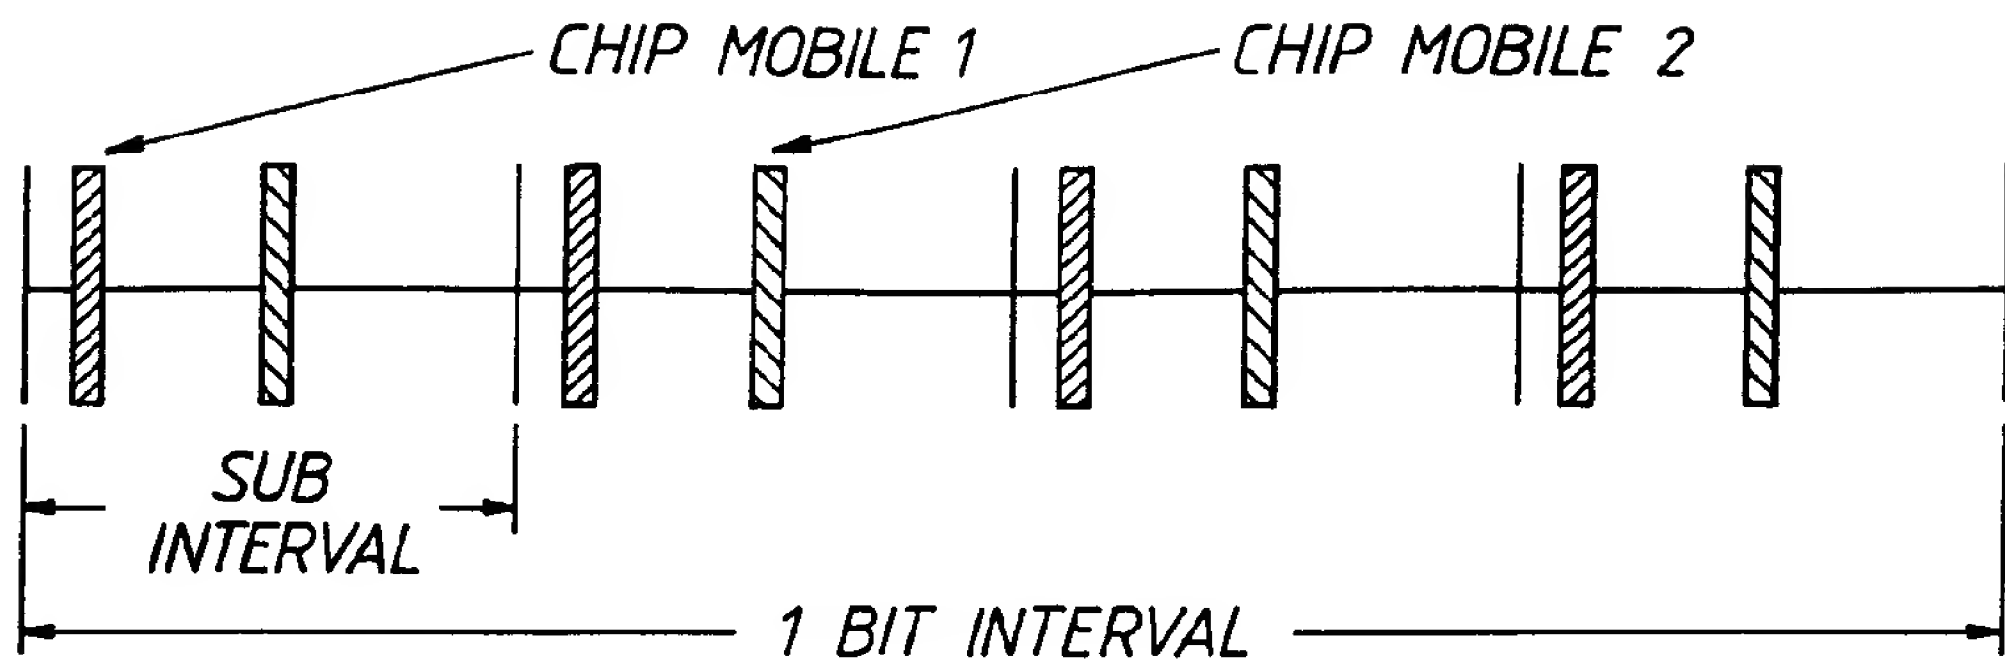 CHIP MOBILE 1
CHIP MOBILE 2
SUB
INTERVAL
1 BIT INTERVAL